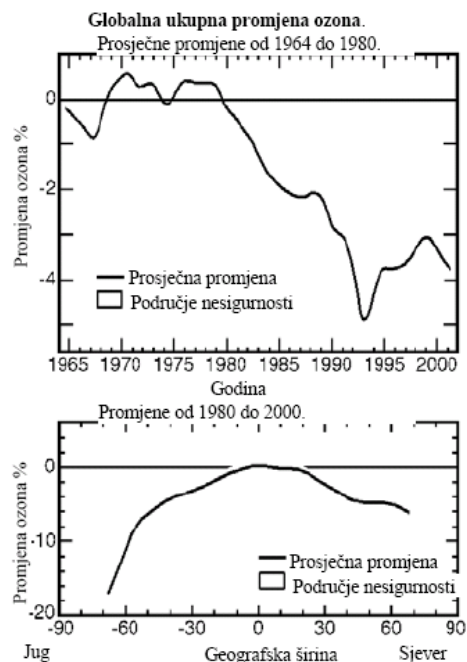 Globalna ukupna promjena ozona.
Prosječne promjene od 1964 do 1980.
Promjena ozona %
0
-2
-4
Prosječna promjena
Područje nesigurnosti
1965 1970 1975 1980 1985 1990 1995 2000
Godina
Promjene od 1980 do 2000.
Promjena ozona %
0
-10
-20
Prosječna promjena
Područje nesigurnosti
-90 -60 -30 0 30 60 90
Jug Geografska širina Sjever